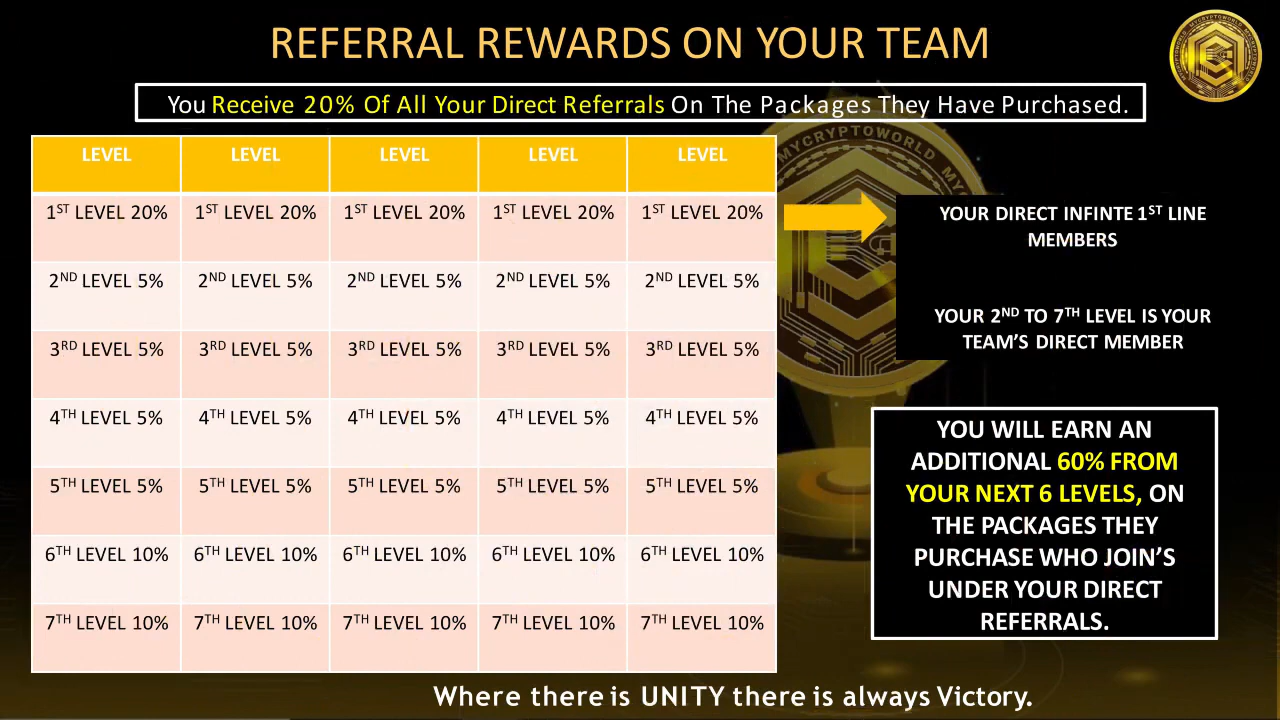 REFERRAL REWARDS ON YOUR TEAM
You Receive 20% Of All Your Direct Referrals On The Packages They Have Purchased.
LEVEL LEVEL LEVEL LEVEL LEVEL
1ST LEVEL 20% 1ST LEVEL 20% 1ST LEVEL 20% 1ST LEVEL 20% 1ST LEVEL 20%
2ND LEVEL 5% 2ND LEVEL 5% 2ND LEVEL 5% 2ND LEVEL 5% 2ND LEVEL 5%
3RD LEVEL 5% 3RD LEVEL 5% 3RD LEVEL 5% 3RD LEVEL 5% 3RD LEVEL 5%
4TH LEVEL 5% 4TH LEVEL 5% 4TH LEVEL 5% 4TH LEVEL 5% 4TH LEVEL 5%
5TH LEVEL 5% 5TH LEVEL 5% 5TH LEVEL 5% 5TH LEVEL 5% 5TH LEVEL 5%
6TH LEVEL 10% 6TH LEVEL 10% 6TH LEVEL 10% 6TH LEVEL 10% 6TH LEVEL 10%
7TH LEVEL 10% 7TH LEVEL 10% 7TH LEVEL 10% 7TH LEVEL 10% 7TH LEVEL 10%
MYCRYPTOWORLD
YOUR DIRECT INFINTE 1ST LINE
MEMBERS
YOUR 2ND TO 7TH LEVEL IS YOUR
TEAM'S DIRECT MEMBER
YOU WILL EARN AN
ADDITIONAL 60% FROM
YOUR NEXT 6 LEVELS, ON
THE PACKAGES THEY
PURCHASE WHO JOIN'S
UNDER YOUR DIRECT
REFERRALS.
Where there is UNITY there is always Victory.